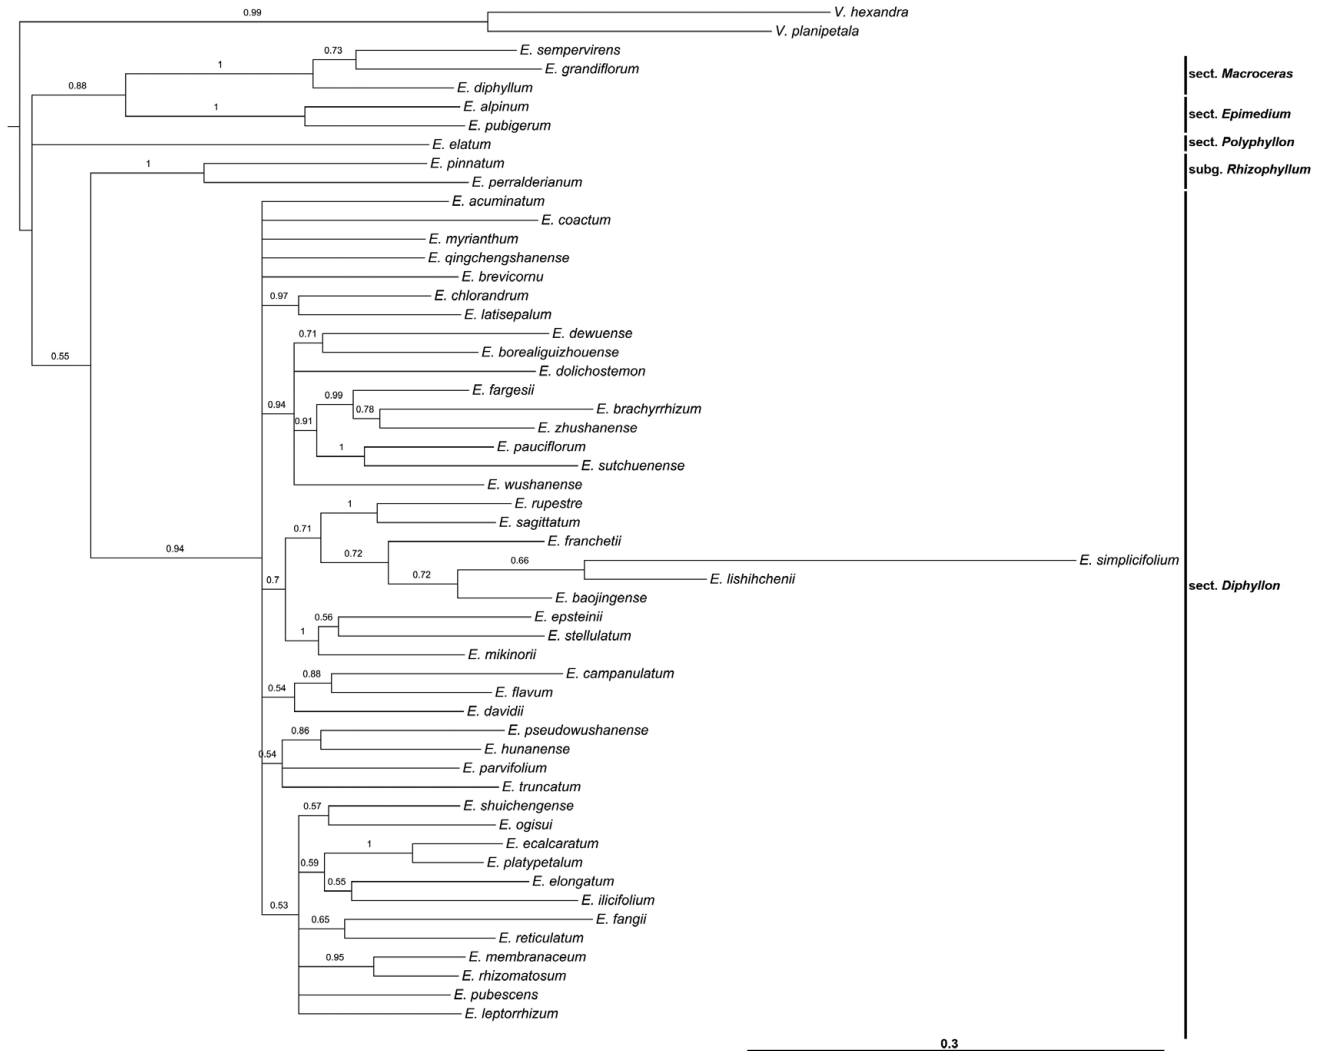 0.99
V. hexandra
V. planipetala
0.73
E. sempervirens
1
E. grandiflorum
sect. Macroceras
0.88
E. diphyllum
1
E. alpinum
sect. Epimedium
E. pubigerum
E. elatum
sect. Polyphyllon
1
E. pinnatum
subg. Rhizophyllum
E. perralderianum
E. acuminatum
E. coactum
E. myrianthum
E. qingchengshanense
E. brevicornu
0.97
E. chlorandrum
E. latisepalum
0.71
E. dewuense
0.55
E. borealiguizhouense
E. dolichostemon
0.99
E. fargesii
0.94
0.78
E. brachyrrhizum
0.91
E. zhushanense
1
E. pauciflorum
E. sutchuenense
E. wushanense
1
E. rupestre
0.71
E. sagittatum
E. franchetii
0.94
0.72
0.66
E. simplicifolium
0.7
0.72
E. lishihchenii
sect. Diphyllon
E. baojingense
0.56
E. epsteinii
1
E. stellulatum
E. mikinorii
0.88
E. campanulatum
0.54
E. flavum
E. davidii
0.86
E. pseudowushanense
0.54
E. hunanense
E. parvifolium
E. truncatum
0.57
E. shuichengense
E. ogisui
1
E. ecalcaratum
0.59
E. platypetalum
0.55
E. elongatum
E. ilicifolium
0.53
0.65
E. fangii
E. reticulatum
0.95
E. membranaceum
E. rhizomatosum
E. pubescens
E. leptorrhizum
0.3